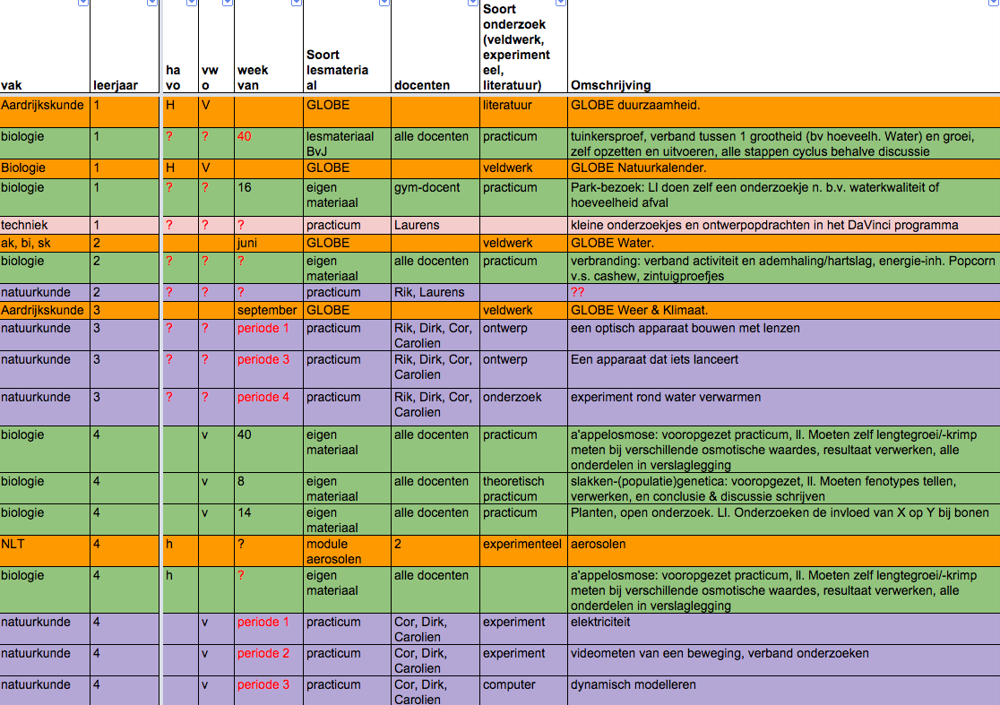 vak leerjaar ha vo vw o week van Soort lesmateria al docenten Soort onderzoek (veldwerk, experiment eel, literatuur) Omschrijving
Aardrijkskunde 1 H V GLOBE literatuur GLOBE duurzaamheid.
biologie 1 ? ? 40 lesmateriaal BvJ alle docenten practicum tuinkersproef, verband tussen 1 grootheid (bv hoeveelh. Water) en groei, zelf opzetten en uitvoeren, alle stappen cyclus behalve discussie
Biologie 1 H V GLOBE veldwerk GLOBE Natuurkalender.
biologie 1 ? ? 16 eigen materiaal gym-docent practicum Park-bezoek: Ll doen zelf een onderzoekje n. b.v. waterkwaliteit of hoeveelheid afval
techniek 1 ? ? ? practicum Laurens kleine onderzoekjes en ontwerpopdrachten in het DaVinci programma
ak, bi, sk 2 juni GLOBE veldwerk GLOBE Water.
biologie 2 ? ? ? eigen materiaal alle docenten practicum verbranding: verband activiteit en ademhaling/hartslag, energie-inh. Popcorn v.s. cashew, zintuigproefjes
natuurkunde 2 ? ? ? practicum Rik, Laurens ??
Aardrijkskunde 3 september GLOBE veldwerk GLOBE Weer & Klimaat.
natuurkunde 3 ? ? periode 1 practicum Rik, Dirk, Cor, Carolien ontwerp een optisch apparaat bouwen met lenzen
natuurkunde 3 ? ? periode 3 practicum Rik, Dirk, Cor, Carolien ontwerp Een apparaat dat iets lanceert
natuurkunde 3 ? ? periode 4 practicum Rik, Dirk, Cor, Carolien onderzoek experiment rond water verwarmen
biologie 4 v 40 eigen materiaal alle docenten practicum a'appelosmose: vooropgezet practicum, ll. Moeten zelf lengtegroei/-krimp meten bij verschillende osmotische waardes, resultaat verwerken, alle onderdelen in verslaglegging
biologie 4 v 8 eigen materiaal alle docenten theoretisch practicum slakken-(populatie)genetica: vooropgezet, ll. Moeten fenotypes tellen, verwerken, en conclusie & discussie schrijven
biologie 4 v 14 eigen materiaal alle docenten practicum Planten, open onderzoek. Ll. Onderzoeken de invloed van X op Y bij bonen
NLT 4 h ? module aerosolen 2 experimenteel aerosolen
biologie 4 h ? eigen materiaal alle docenten a'appelosmose: vooropgezet practicum, ll. Moeten zelf lengtegroei/-krimp meten bij verschillende osmotische waardes, resultaat verwerken, alle onderdelen in verslaglegging
natuurkunde 4 v periode 1 practicum Cor, Dirk, Carolien experiment elektriciteit
natuurkunde 4 v periode 2 practicum Cor, Dirk, Carolien experiment videometen van een beweging, verband onderzoeken
natuurkunde 4 v periode 3 practicum Cor, Dirk, Carolien computer dynamisch modelleren